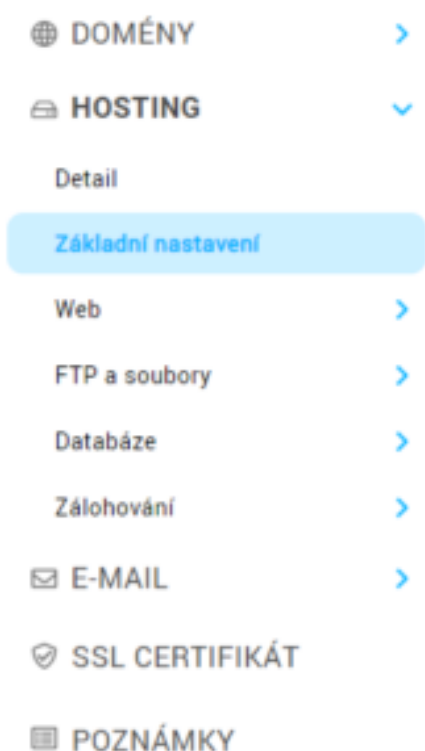 DOMÉNY
HOSTING
Detail
Základní nastavení
Web
FTP a soubory
Databáze
Zálohování
E-MAIL
SSL CERTIFIKÁT
POZNÁMKY